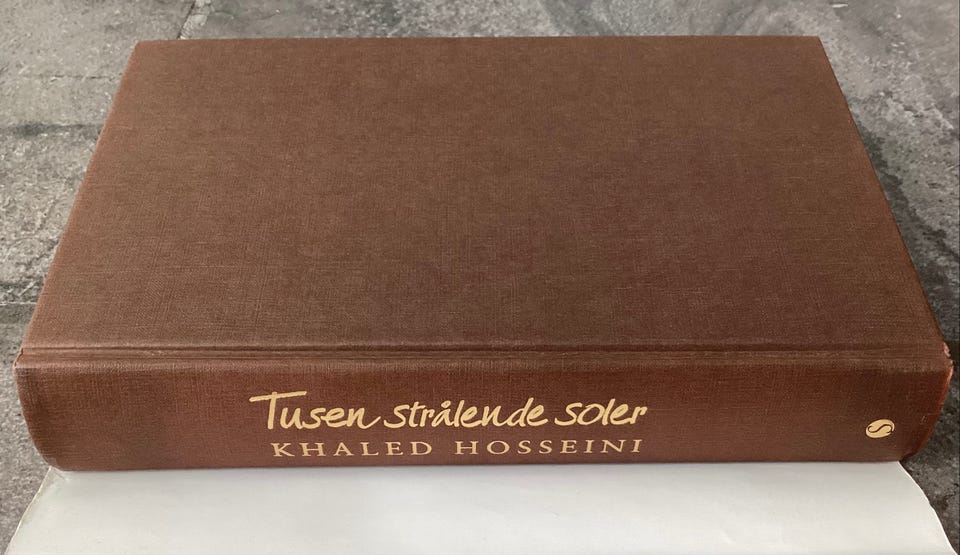 Tusen strålende soler
KHALED HOSSEINI